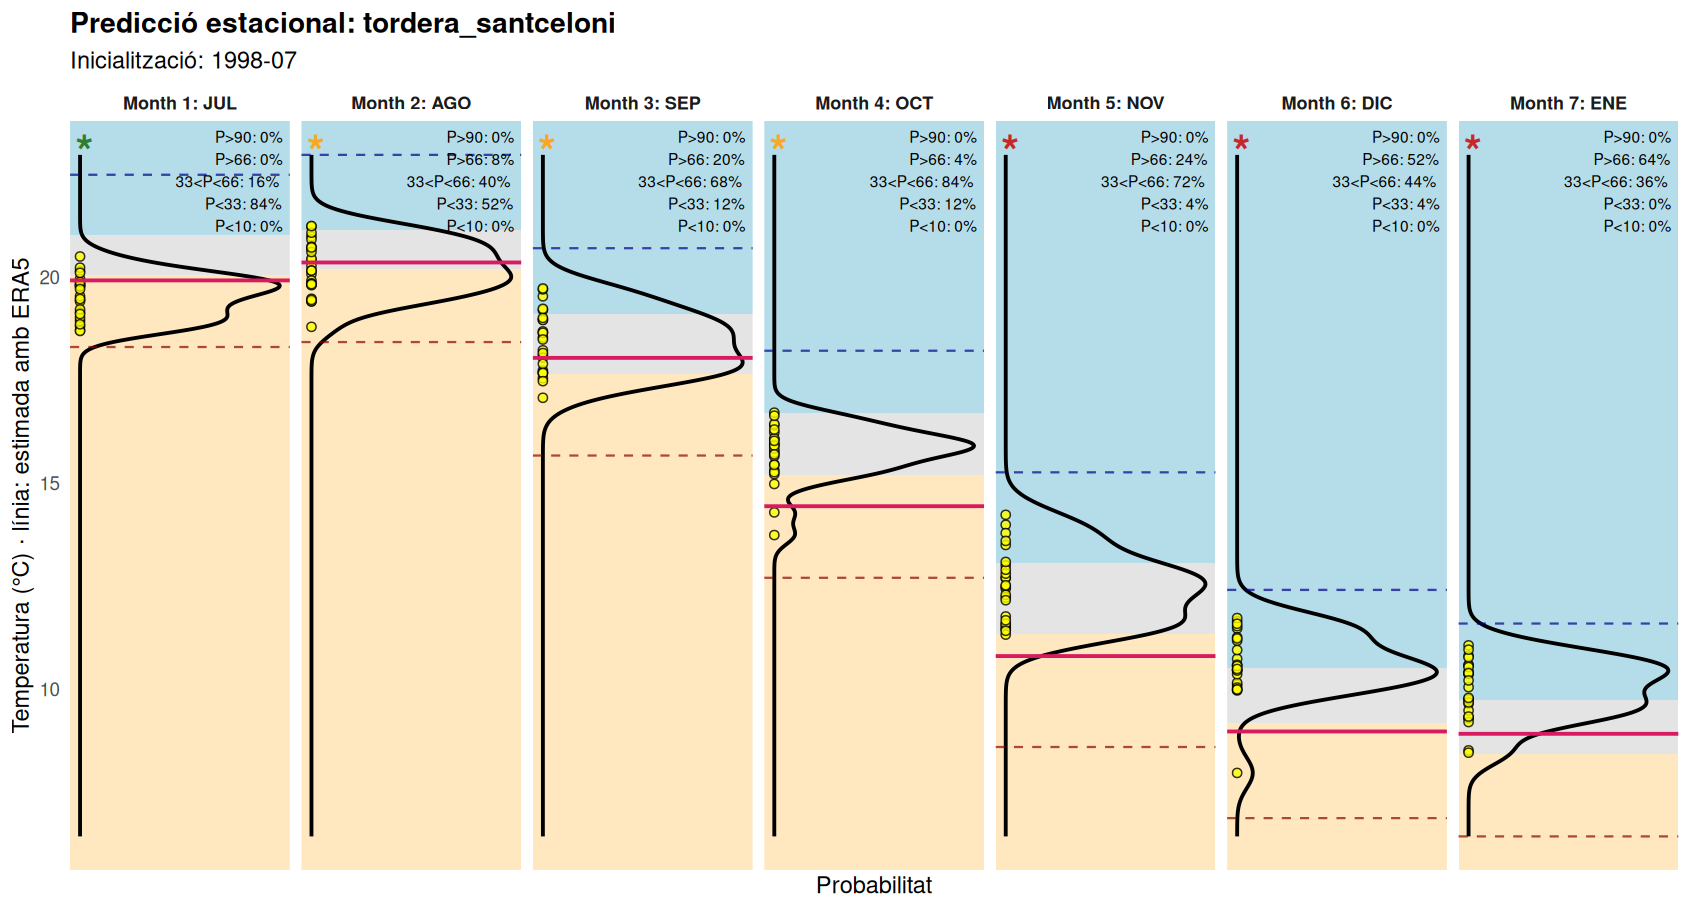 Predicció estacional: tordera_santceloni
Inicialització: 1998-07
Month 1: JUL
Month 2: AGO
Month 3: SEP
Month 4: OCT
Month 5: NOV
Month 6: DIC
Month 7: ENE
*
P>90: 0%
P>66: 0%
33<P<66: 16%
P<33: 84%
P<10: 0%
*
P>90: 0%
P>66: 8%
33<P<66: 40%
P<33: 52%
P<10: 0%
*
P>90: 0%
P>66: 20%
33<P<66: 68%
P<33: 12%
P<10: 0%
*
P>90: 0%
P>66: 4%
33<P<66: 84%
P<33: 12%
P<10: 0%
*
P>90: 0%
P>66: 24%
33<P<66: 72%
P<33: 4%
P<10: 0%
*
P>90: 0%
P>66: 52%
33<P<66: 44%
P<33: 4%
P<10: 0%
*
P>90: 0%
P>66: 64%
33<P<66: 36%
P<33: 0%
P<10: 0%
Temperatura (°C) · línia: estimada amb ERA5
20
15
10
Probabilitat